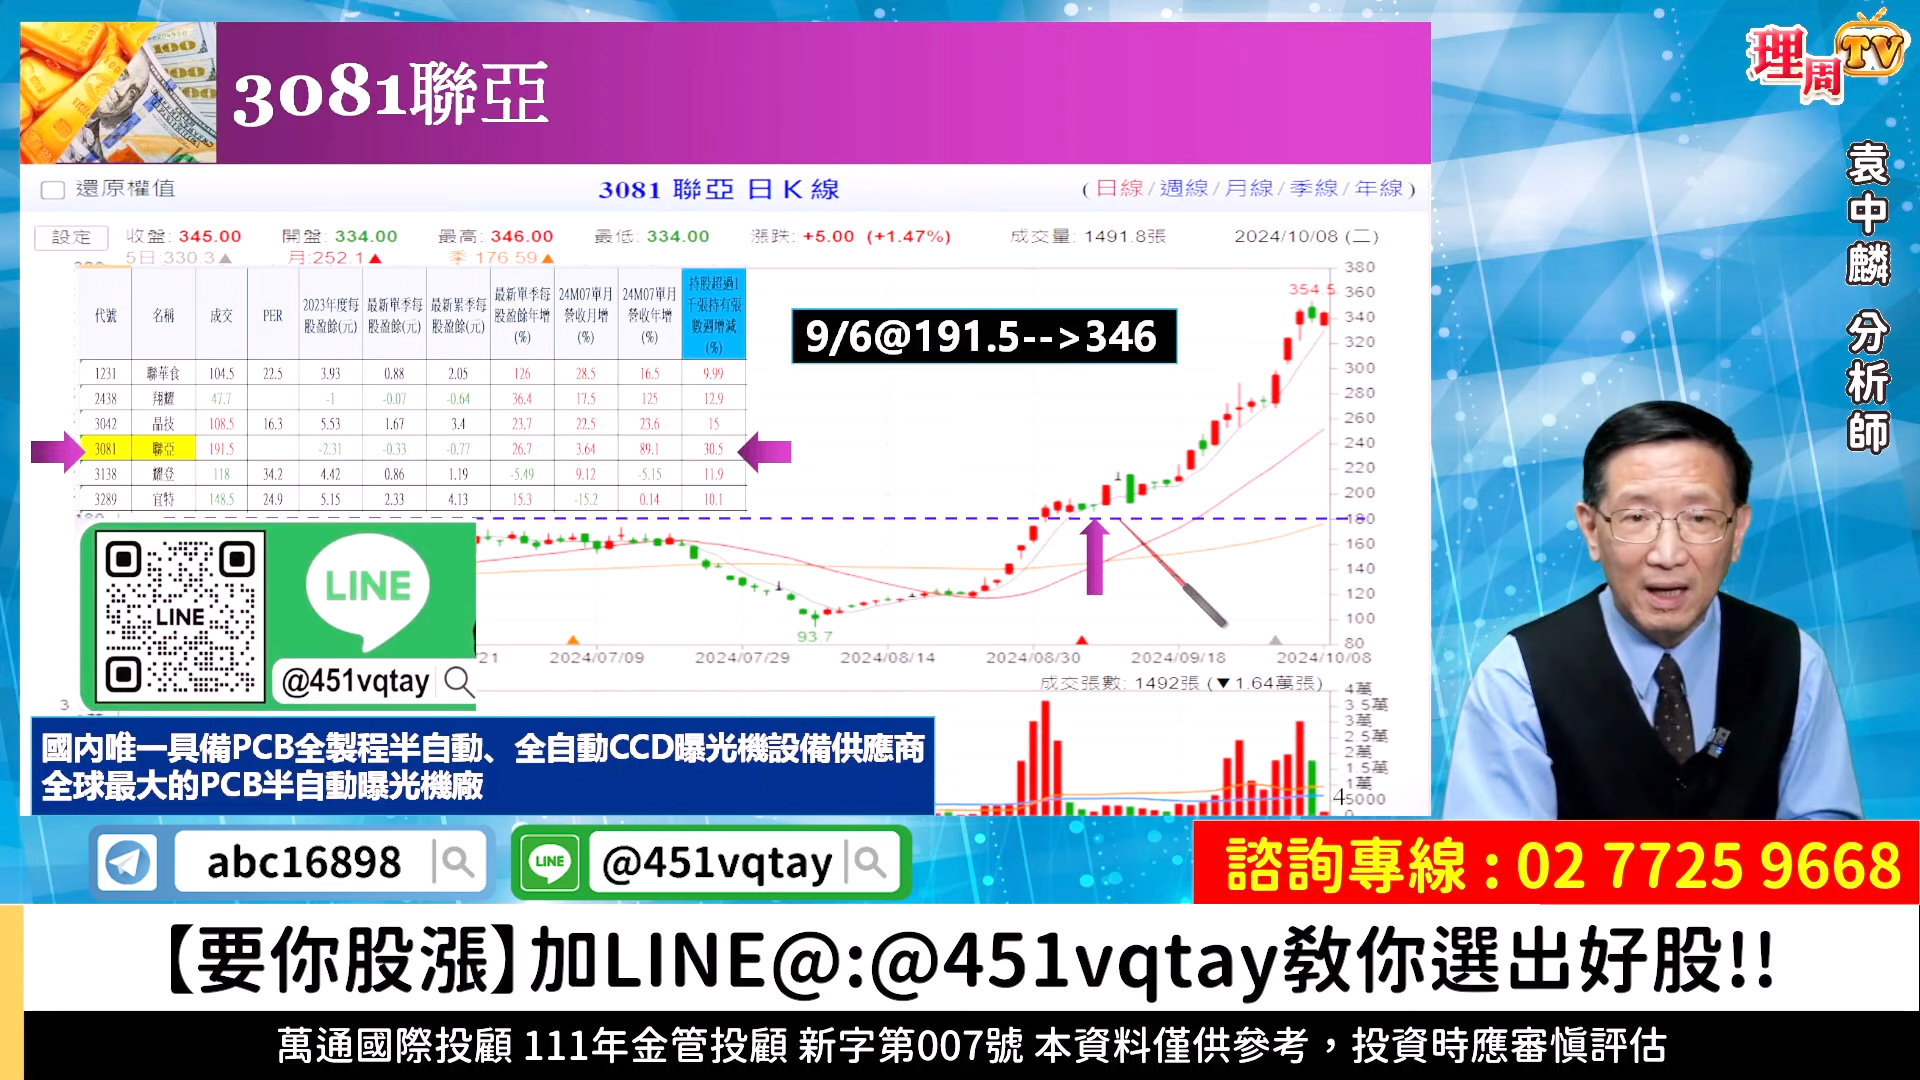 3081聯亞
理周TV
袁中麟 分析師
還原權值
3081 聯亞 日K線
(日線/週線/月線/季線/年線)
設定 收盤: 345.00 開盤: 334.00 最高: 346.00 最低: 334.00 漲跌: +5.00 (+1.47%) 成交量: 1491.8張 2024/10/08 (二)
5日:330.3▲ 月:252.1▲ 季 176.59▲
代號 名稱 成交 PER 2023年度每股盈餘(元) 最新單季每股盈餘(元) 最新累季每股盈餘(元) 最新單季每股盈餘年增(%) 24M07單月營收月增(%) 24M07單月營收年增(%) 持股超過1千張持有張數週增減(%)
1231 聯華食 104.5 22.5 3.93 0.88 2.05 126 28.5 16.5 9.99
2438 翔耀 47.7 -1 -0.07 -0.64 36.4 17.5 125 12.9
3042 晶技 108.5 16.3 5.53 1.67 3.4 23.7 22.5 23.6 15
3081 聯亞 191.5 -2.31 -0.33 -0.77 26.7 3.64 89.1 30.5
3138 耀登 118 34.2 4.42 0.86 1.19 -5.49 9.12 -5.15 11.9
3289 宜特 148.5 24.9 5.15 2.33 4.13 15.3 -15.2 0.14 10.1
9/6@191.5-->346
354.5
93.7
380
360
340
320
300
280
260
240
220
200
180
160
140
120
100
80
21 2024/07/09 2024/07/29 2024/08/14 2024/08/30 2024/09/18 2024/10/08
成交張數: 1492張 (▼1.64萬張)
4萬
3.5萬
3萬
2.5萬
2萬
1.5萬
1萬
5000
0
4
LINE
LINE
@451vqtay
國內唯一具備PCB全製程半自動、全自動CCD曝光機設備供應商
全球最大的PCB半自動曝光機廠
abc16898
LINE @451vqtay
諮詢專線 : 02 7725 9668
【要你股漲】加LINE@:@451vqtay教你選出好股!!
萬通國際投顧 111年金管投顧 新字第007號 本資料僅供參考，投資時應審慎評估